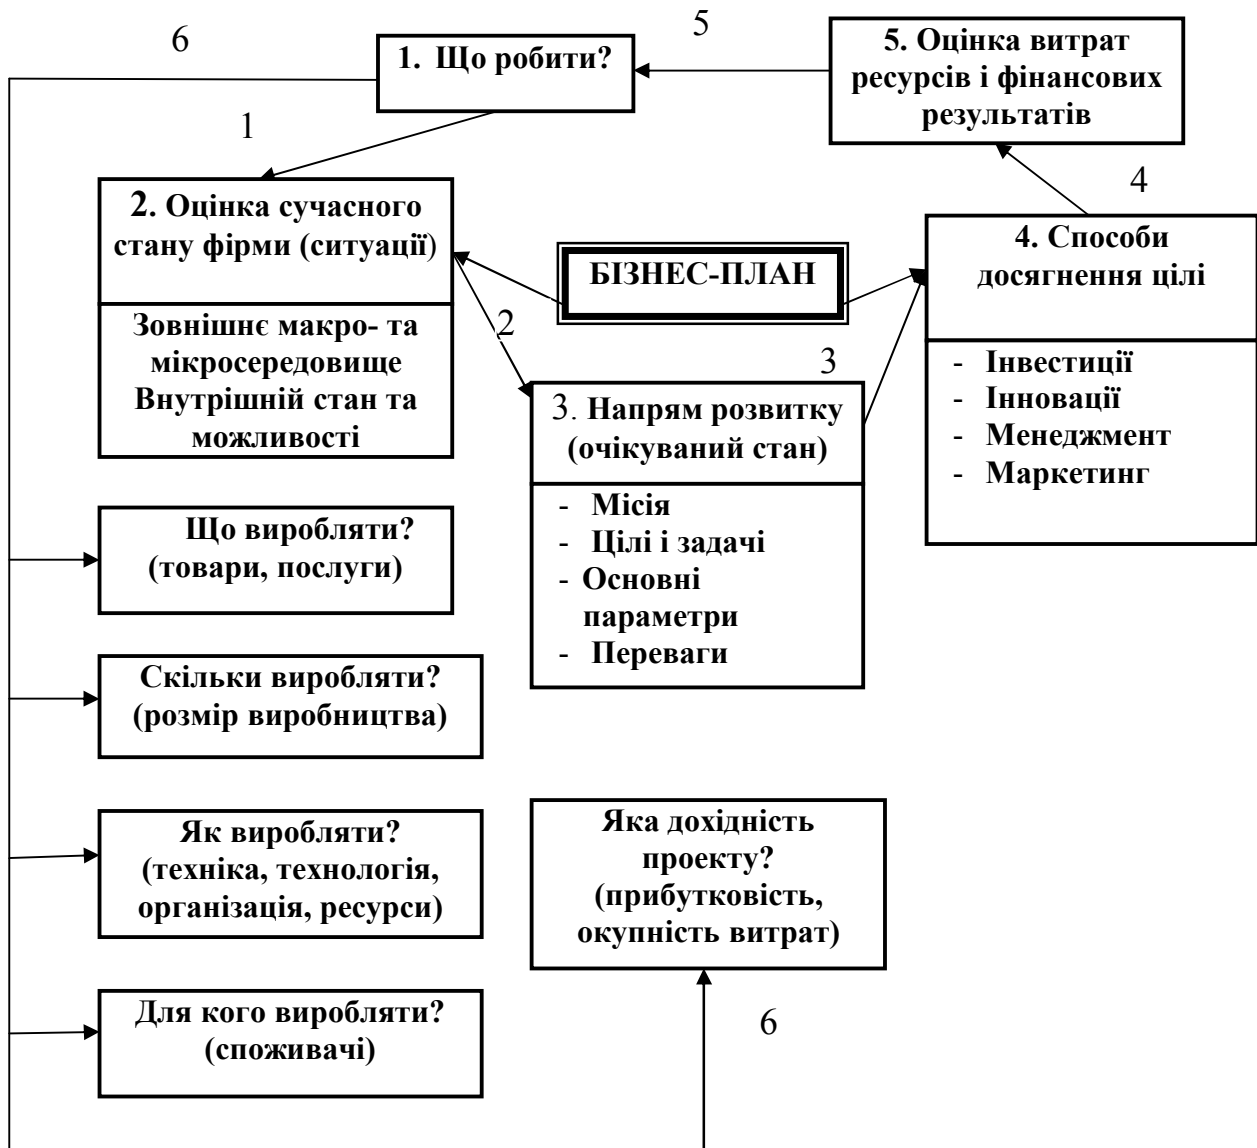 6
5
1. Що робити?
5. Оцінка витрат
ресурсів і фінансових
результатів
1
4
2. Оцінка сучасного
стану фірми (ситуації)
Зовнішнє макро- та
мікросередовище
Внутрішній стан та
можливості
БІЗНЕС-ПЛАН
4. Способи
досягнення цілі
- Інвестиції
- Інновації
- Менеджмент
- Маркетинг
2
3
3. Напрям розвитку
(очікуваний стан)
- Місія
- Цілі і задачі
- Основні
параметри
- Переваги
Що виробляти?
(товари, послуги)
Скільки виробляти?
(розмір виробництва)
Як виробляти?
(техніка, технологія,
організація, ресурси)
Яка дохідність
проекту?
(прибутковість,
окупність витрат)
Для кого виробляти?
(споживачі)
6